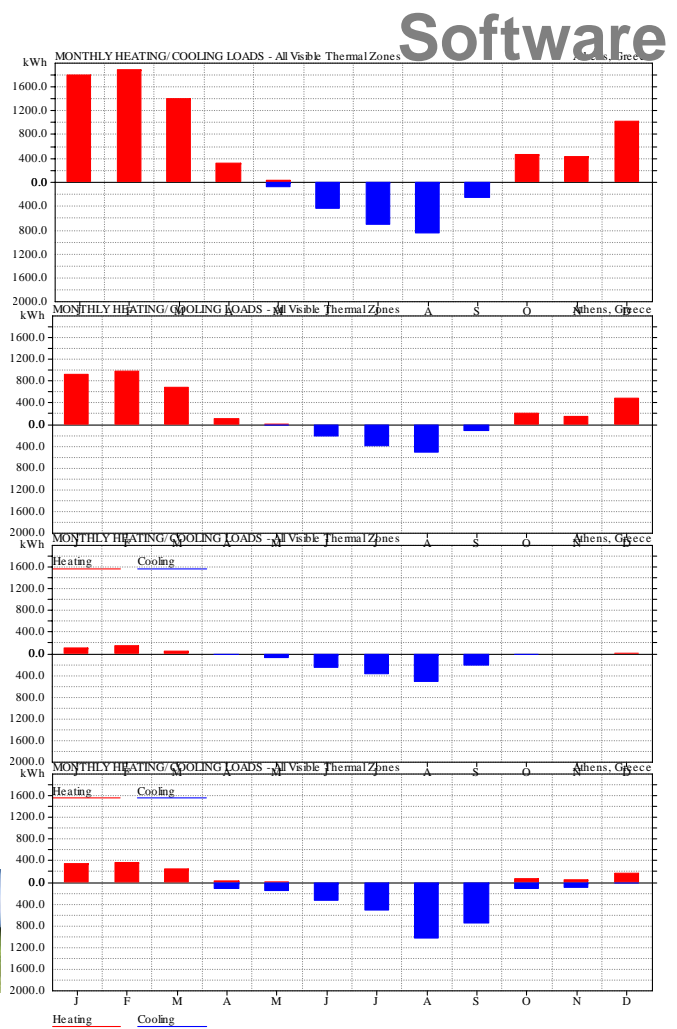 Software
MONTHLY HEATING/COOLING LOADS - All Visible Thermal Zones Athens, Greece
kWh
1600.0
1200.0
800.0
400.0
0.0
400.0
800.0
1200.0
1600.0
2000.0
J F M A M J J A S O N D
MONTHLY HEATING/COOLING LOADS - All Visible Thermal Zones Athens, Greece
kWh
1600.0
1200.0
800.0
400.0
0.0
400.0
800.0
1200.0
1600.0
2000.0
J F M A M J J A S O N D
MONTHLY HEATING/COOLING LOADS - All Visible Thermal Zones Athens, Greece
kWh
Heating Cooling
1600.0
1200.0
800.0
400.0
0.0
400.0
800.0
1200.0
1600.0
2000.0
J F M A M J J A S O N D
MONTHLY HEATING/COOLING LOADS - All Visible Thermal Zones Athens, Greece
kWh
Heating Cooling
1600.0
1200.0
800.0
400.0
0.0
400.0
800.0
1200.0
1600.0
2000.0
J F M A M J J A S O N D
Heating Cooling